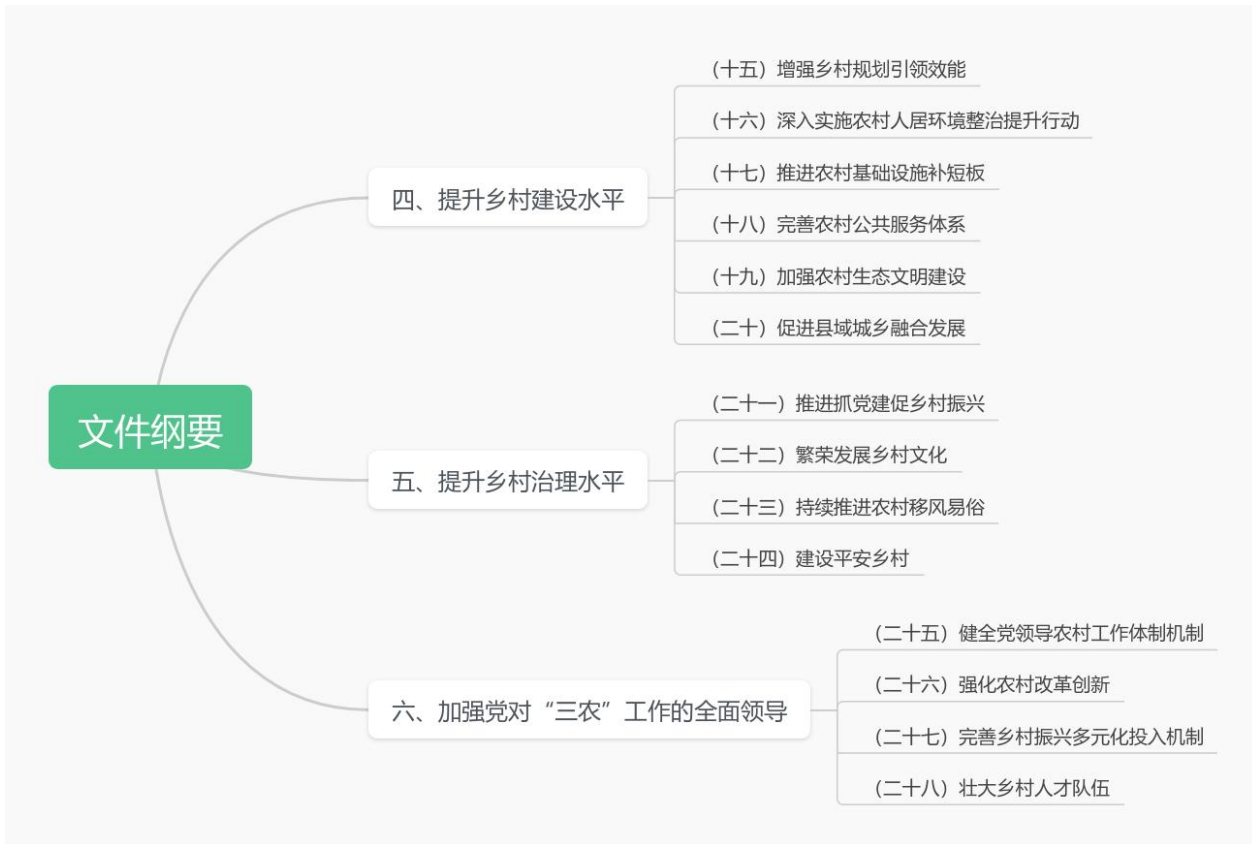 文件纲要
四、提升乡村建设水平
（十五）增强乡村规划引领效能
（十六）深入实施农村人居环境整治提升行动
（十七）推进农村基础设施补短板
（十八）完善农村公共服务体系
（十九）加强农村生态文明建设
（二十）促进县域城乡融合发展
五、提升乡村治理水平
（二十一）推进抓党建促乡村振兴
（二十二）繁荣发展乡村文化
（二十三）持续推进农村移风易俗
（二十四）建设平安乡村
六、加强党对“三农”工作的全面领导
（二十五）健全党领导农村工作体制机制
（二十六）强化农村改革创新
（二十七）完善乡村振兴多元化投入机制
（二十八）壮大乡村人才队伍